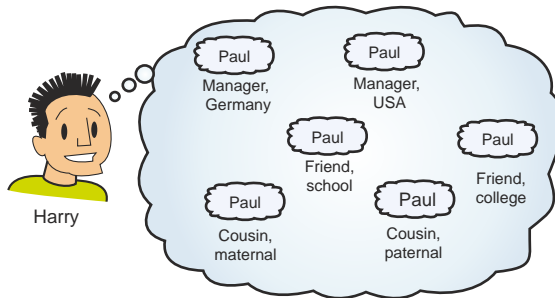 Paul
Manager,
Germany
Paul
Manager,
USA
Paul
Friend,
school
Paul
Friend,
college
Paul
Cousin,
maternal
Paul
Cousin,
paternal
Harry